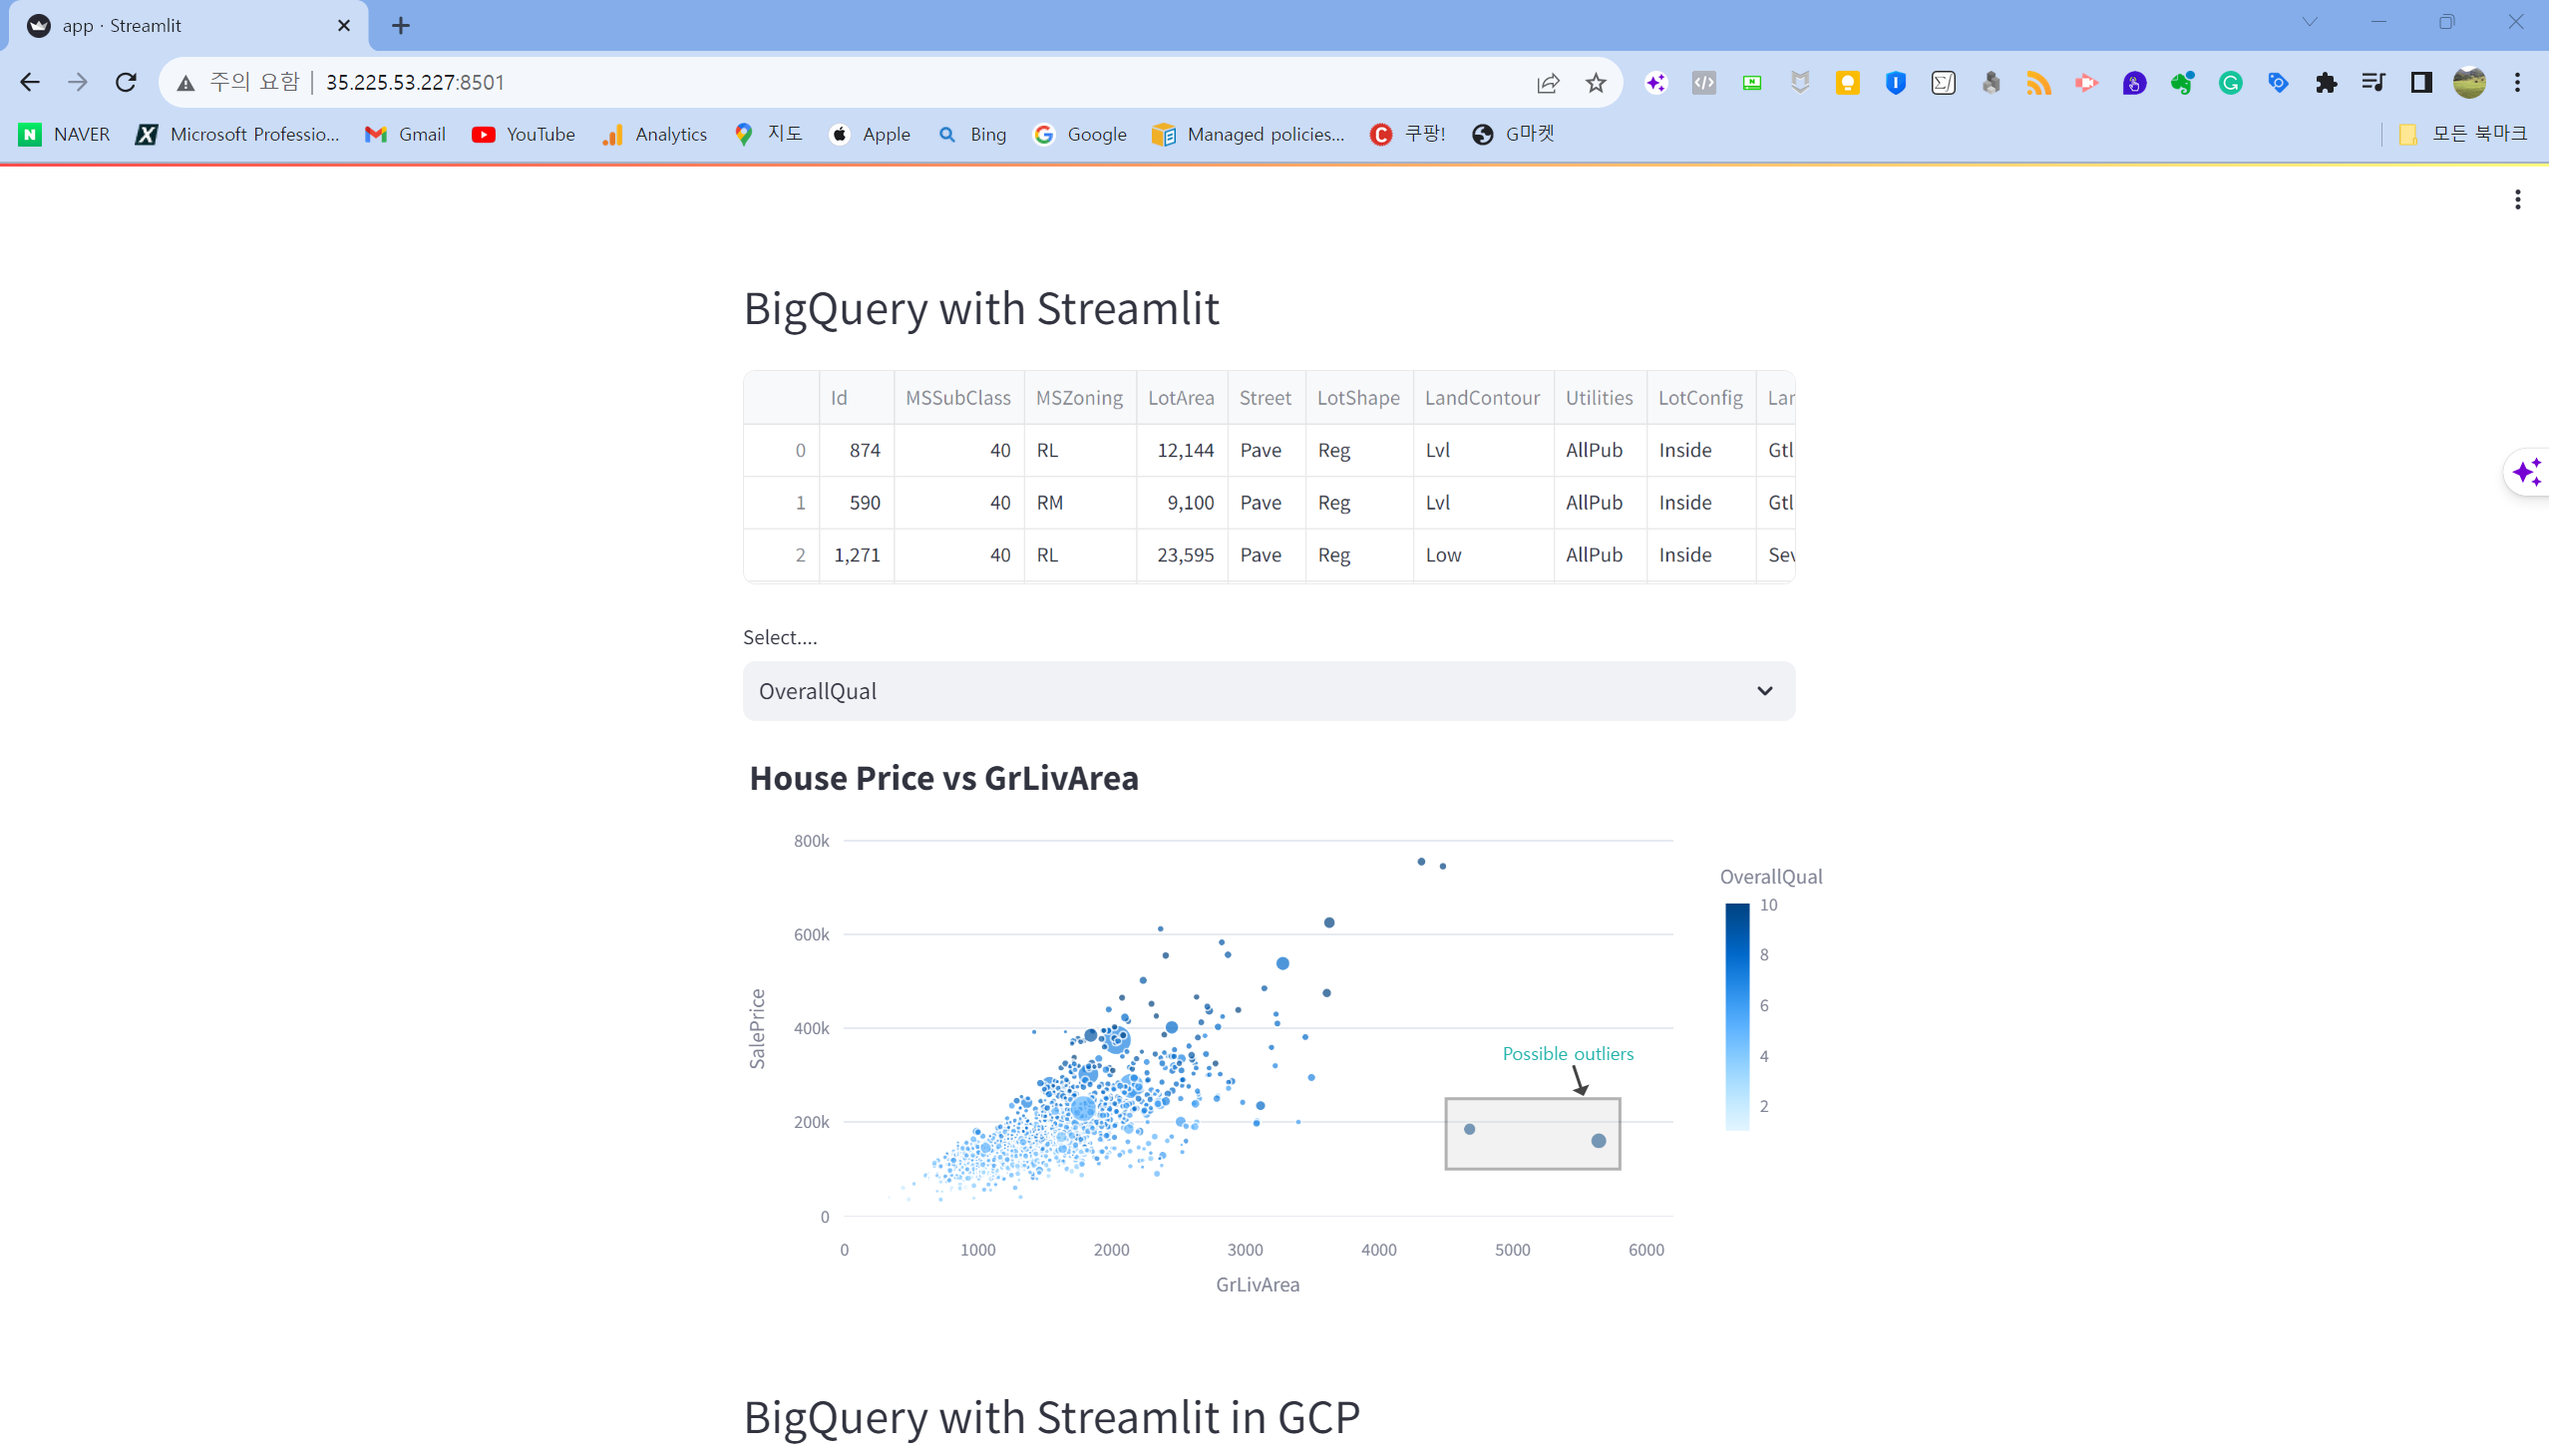 app · Streamlit
주의 요함 | 35.225.53.227:8501
NAVER Microsoft Professio... Gmail YouTube Analytics 지도 Apple Bing Google Managed policies... 쿠팡! G마켓 모든 북마크
BigQuery with Streamlit
Id MSSubClass MSZoning LotArea Street LotShape LandContour Utilities LotConfig Lar
0 874 40 RL 12,144 Pave Reg Lvl AllPub Inside Gtl
1 590 40 RM 9,100 Pave Reg Lvl AllPub Inside Gtl
2 1,271 40 RL 23,595 Pave Reg Low AllPub Inside Sev
Select....
OverallQual
House Price vs GrLivArea
800k
600k
400k
200k
0
SalePrice
Possible outliers
0 1000 2000 3000 4000 5000 6000
GrLivArea
OverallQual
10
8
6
4
2
BigQuery with Streamlit in GCP